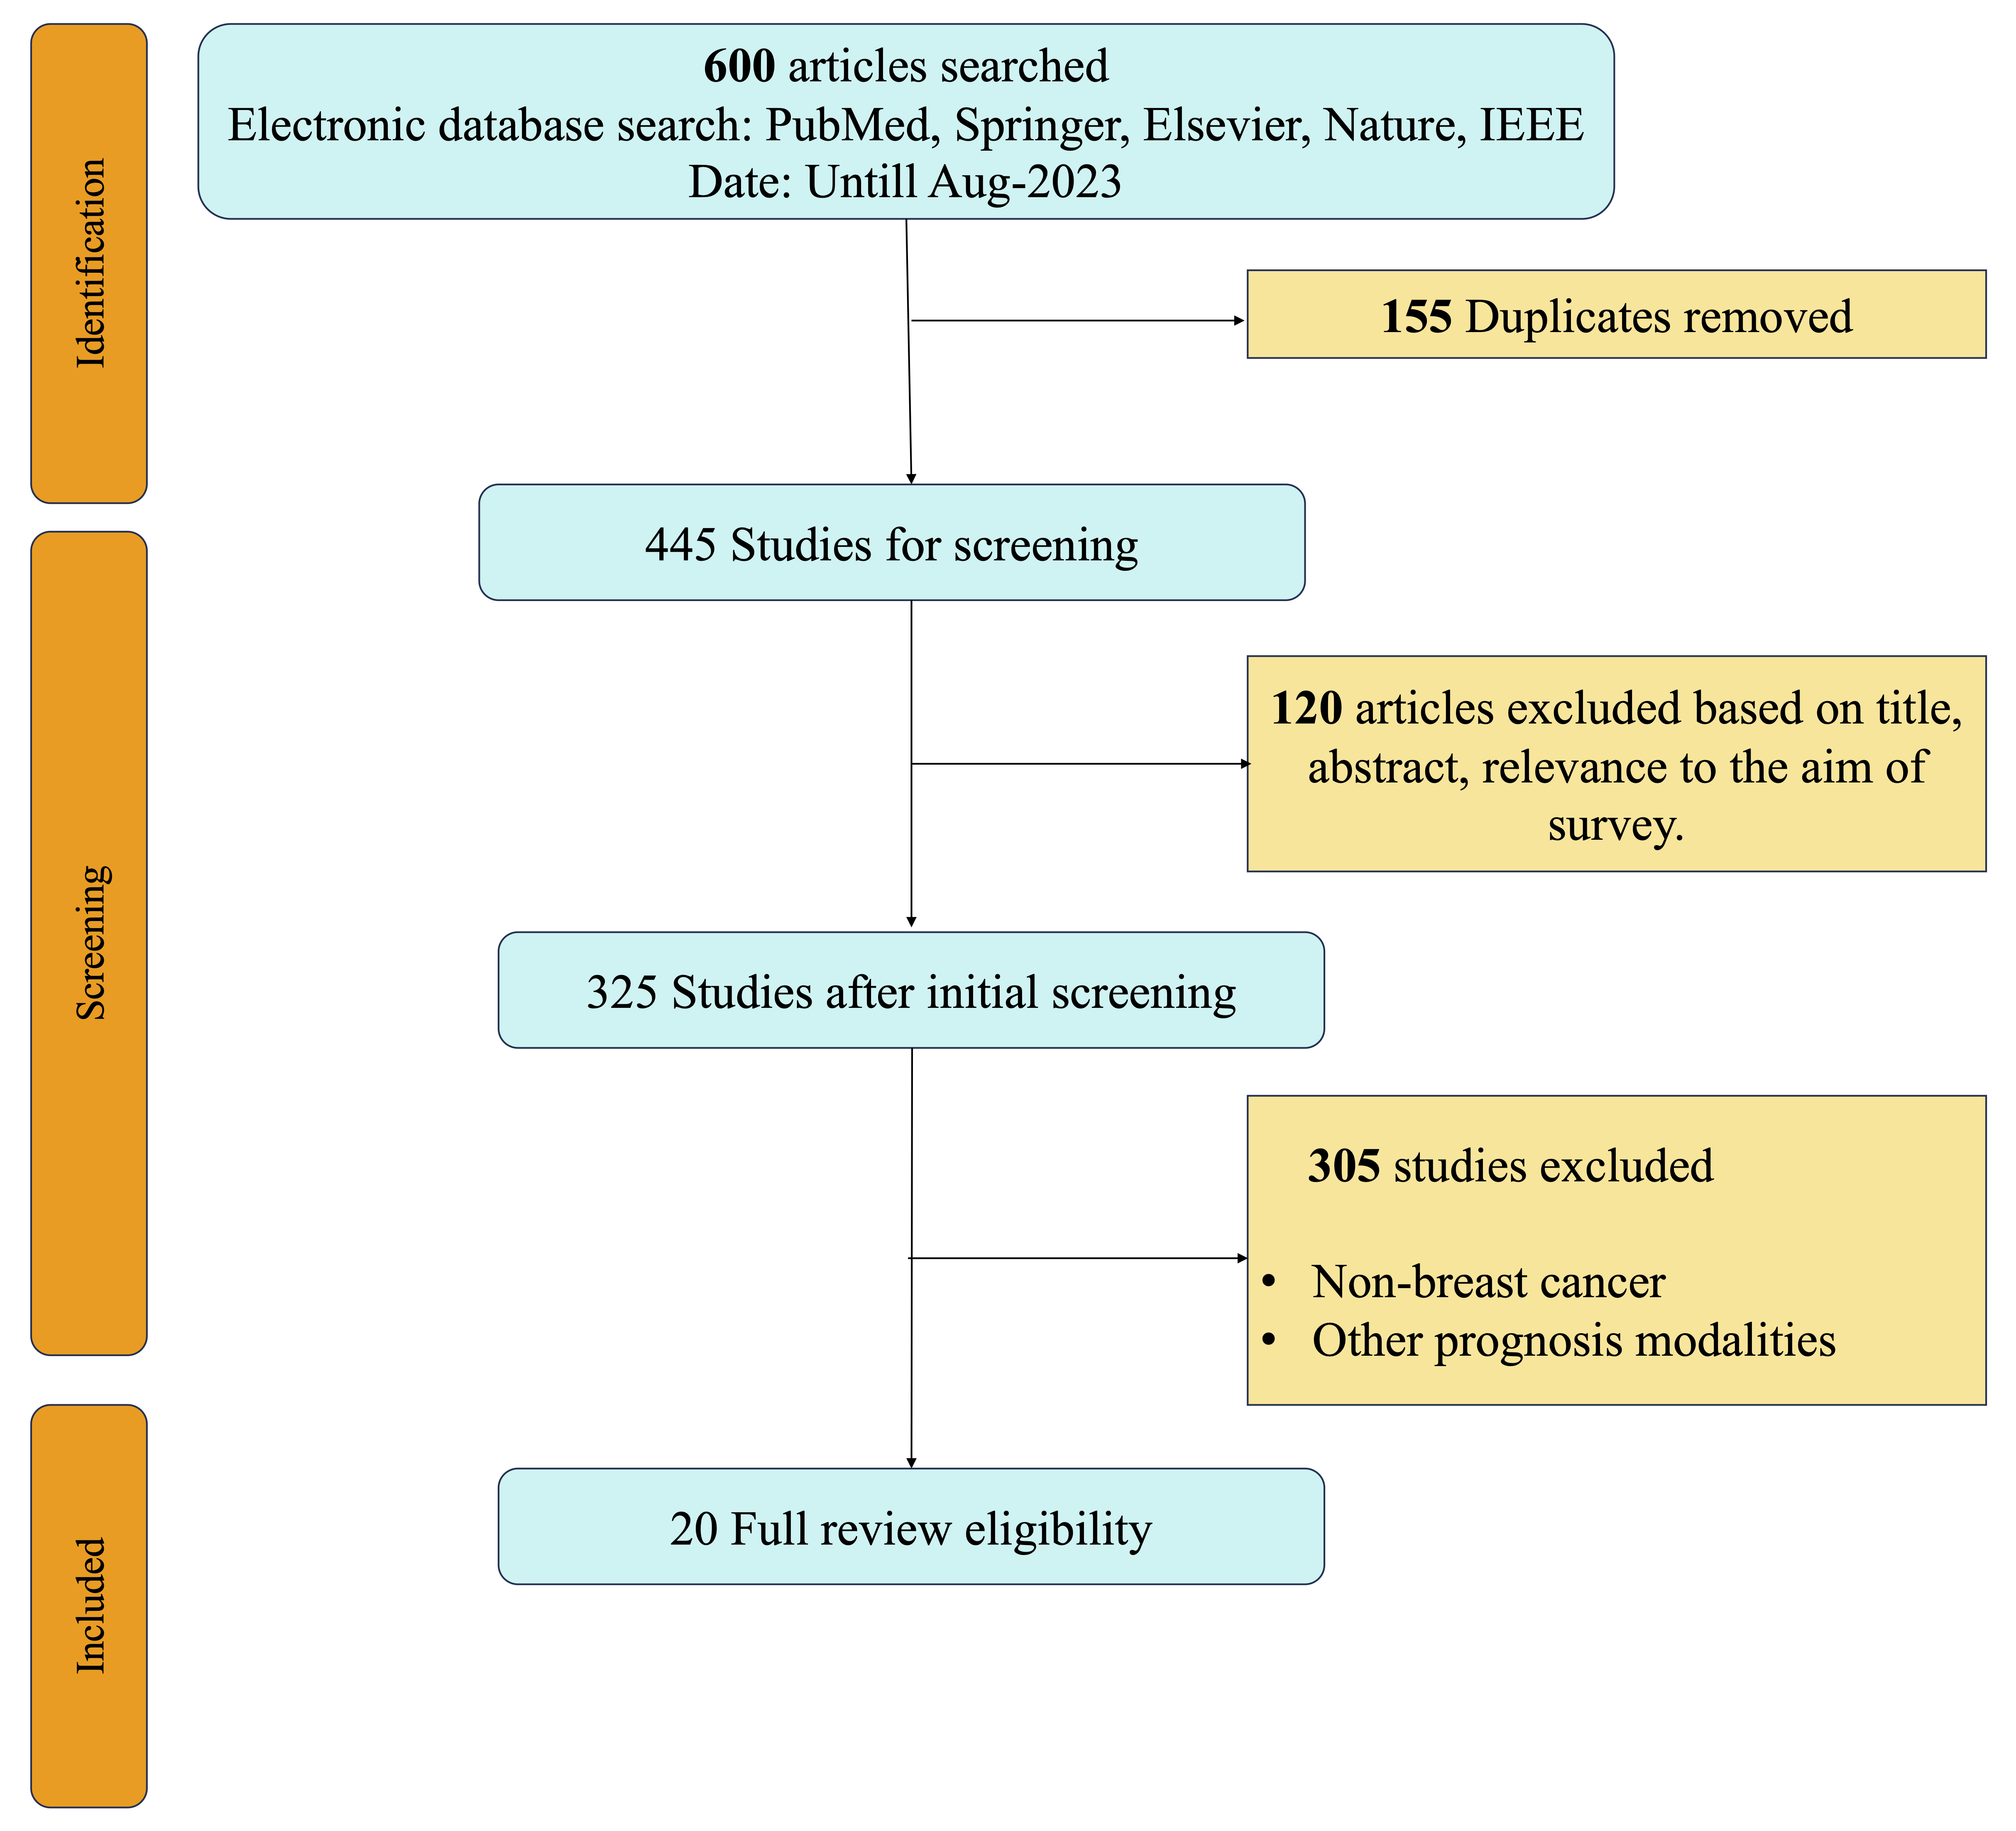 Identification
600 articles searched
Electronic database search: PubMed, Springer, Elsevier, Nature, IEEE
Date: Untill Aug-2023
155 Duplicates removed
Screening
445 Studies for screening
120 articles excluded based on title,
abstract, relevance to the aim of
survey.
325 Studies after initial screening
305 studies excluded
• Non-breast cancer
• Other prognosis modalities
Included
20 Full review eligibility